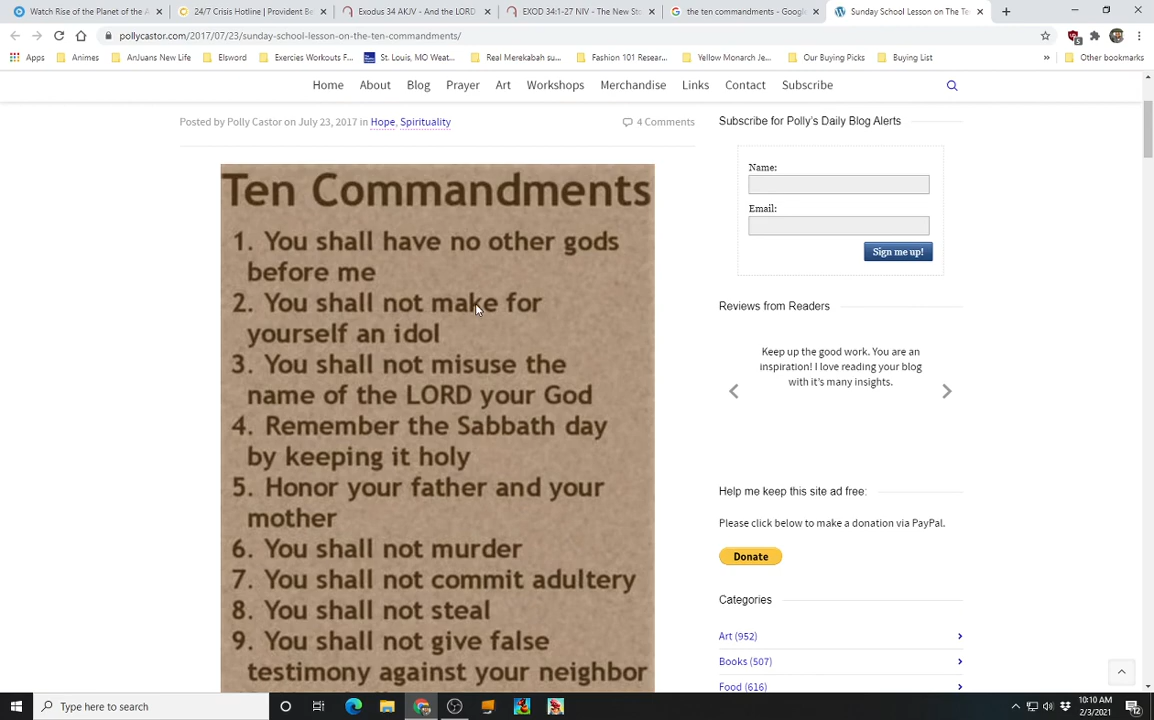 Watch Rise of the Planet of the A
24/7 Crisis Hotline | Provident Be
Exodus 34 AKJV - And the LORD
EXOD 34:1-27 NIV - The New Sto
the ten commandments - Google
Sunday School Lesson on The Te
pollycastor.com/2017/07/23/sunday-school-lesson-on-the-ten-commandments/
5
Apps
Animes
AnJuans New Life
Elsword
Exercies Workouts F...
St. Louis, MO Weat...
Real Merekabah su...
Fashion 101 Resear...
Yellow Monarch Je...
Our Buying Picks
Buying List
»
Other bookmarks
Home About Blog Prayer Art Workshops Merchandise Links Contact Subscribe
Posted by Polly Castor on July 23, 2017 in Hope, Spirituality
4 Comments
Ten Commandments
1. You shall have no other gods
before me
2. You shall not make for
yourself an idol
3. You shall not misuse the
name of the LORD your God
4. Remember the Sabbath day
by keeping it holy
5. Honor your father and your
mother
6. You shall not murder
7. You shall not commit adultery
8. You shall not steal
9. You shall not give false
testimony against your neighbor
Subscribe for Polly's Daily Blog Alerts
Name:
Email:
Sign me up!
Reviews from Readers
Keep up the good work. You are an
inspiration! I love reading your blog
with it's many insights.
Help me keep this site ad free:
Please click below to make a donation via PayPal.
Donate
Categories
Art (952)
Books (507)
Food (616)
Type here to search
10:10 AM
2/3/2021
12